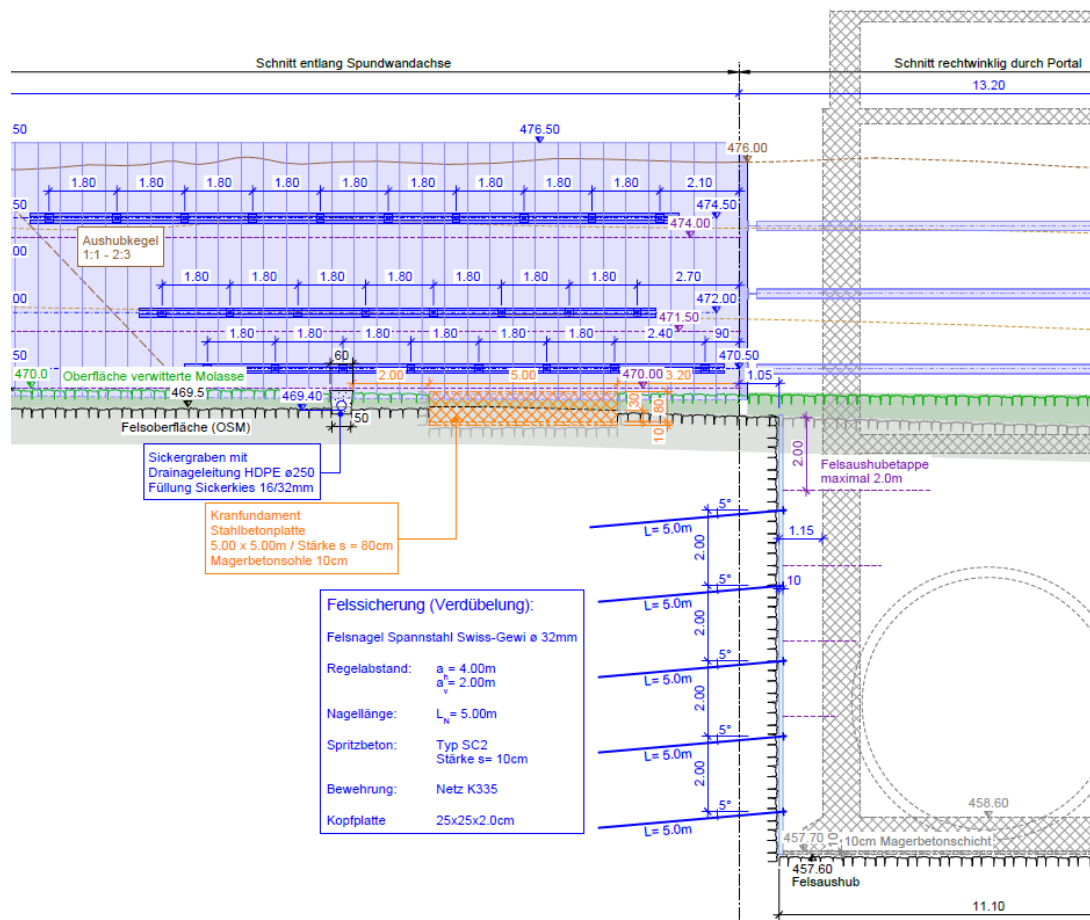 Schnitt entlang Spundwandachse
Schnitt rechtwinklig durch Portal
13.20
.50
476.50
476.00
1.80 1.80 1.80 1.80 1.80 1.80 1.80 1.80 1.80 2.10
.50
474.50
474.00
Aushubkegel
1:1 - 2:3
.00
1.80 1.80 1.80 1.80 1.80 1.80 1.80 2.70
.00
472.00
471.50
1.80 1.80 1.80 1.80 1.80 1.80 2.40 90
.50
60
470.50
470.0
Oberfläche verwitterte Molasse
2.00
5.00
470.00
3.20
1.05
469.5
469.40
30
80
Felsoberfläche (OSM)
50
10
Sickergraben mit
Drainageleitung HDPE ø250
Füllung Sickerkies 16/32mm
2.00
Felsaushubetappe
maximal 2.0m
Kranfundament
Stahlbetonplatte
5.00 x 5.00m / Stärke s = 80cm
Magerbetonsohle 10cm
5°
L= 5.0m
2.00
1.15
5°
10
L= 5.0m
2.00
5°
L= 5.0m
2.00
5°
L= 5.0m
2.00
5°
L= 5.0m
Felssicherung (Verdübelung):
Felsnagel Spannstahl Swiss-Gewi ø 32mm
Regelabstand: a_h = 4.00m
a_v = 2.00m
Nagellänge: L_N = 5.00m
Spritzbeton: Typ SC2
Stärke s= 10cm
Bewehrung: Netz K335
Kopfplatte 25x25x2.0cm
458.60
457.70
10
10cm Magerbetonschicht
457.60
Felsaushub
11.10